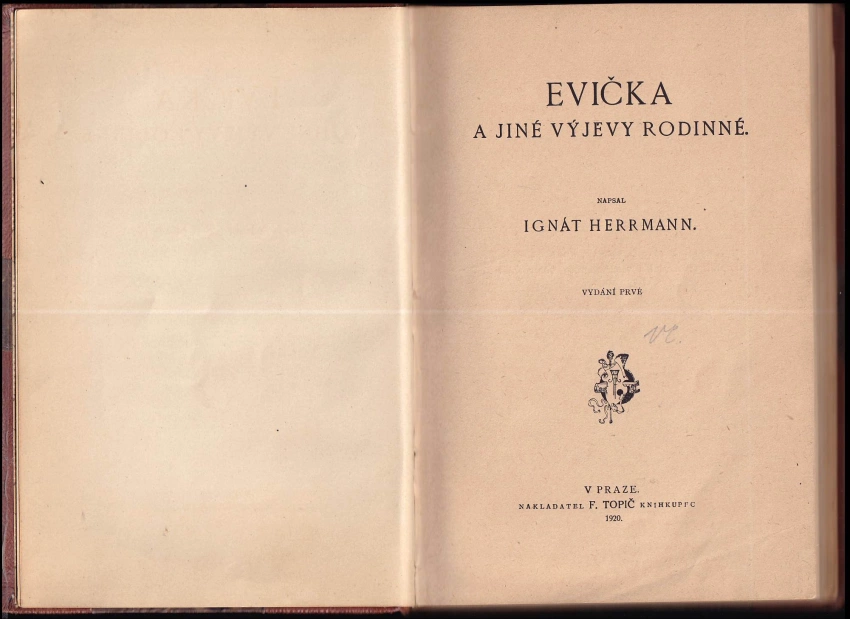 EVIČKA
A JINÉ VÝJEVY RODINNÉ.
NAPSAL
IGNÁT HERRMANN.
VYDÁNÍ PRVÉ
V PRAZE.
NAKLADATEL F. TOPIČ KNIHKUPEC
1920.